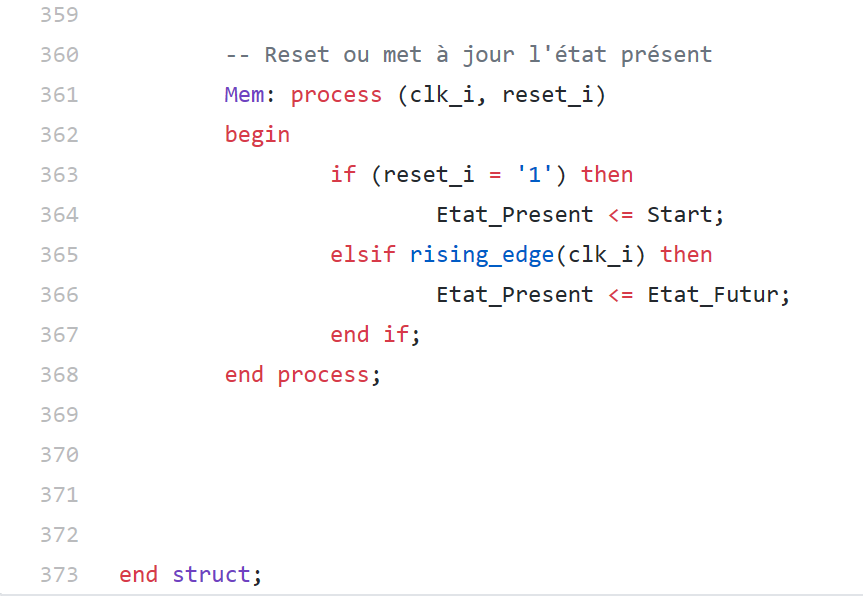 359
360 -- Reset ou met à jour l'état présent
361 Mem: process (clk_i, reset_i)
362 begin
363 if (reset_i = '1') then
364 Etat_Present <= Start;
365 elsif rising_edge(clk_i) then
366 Etat_Present <= Etat_Futur;
367 end if;
368 end process;
369
370
371
372
373 end struct;